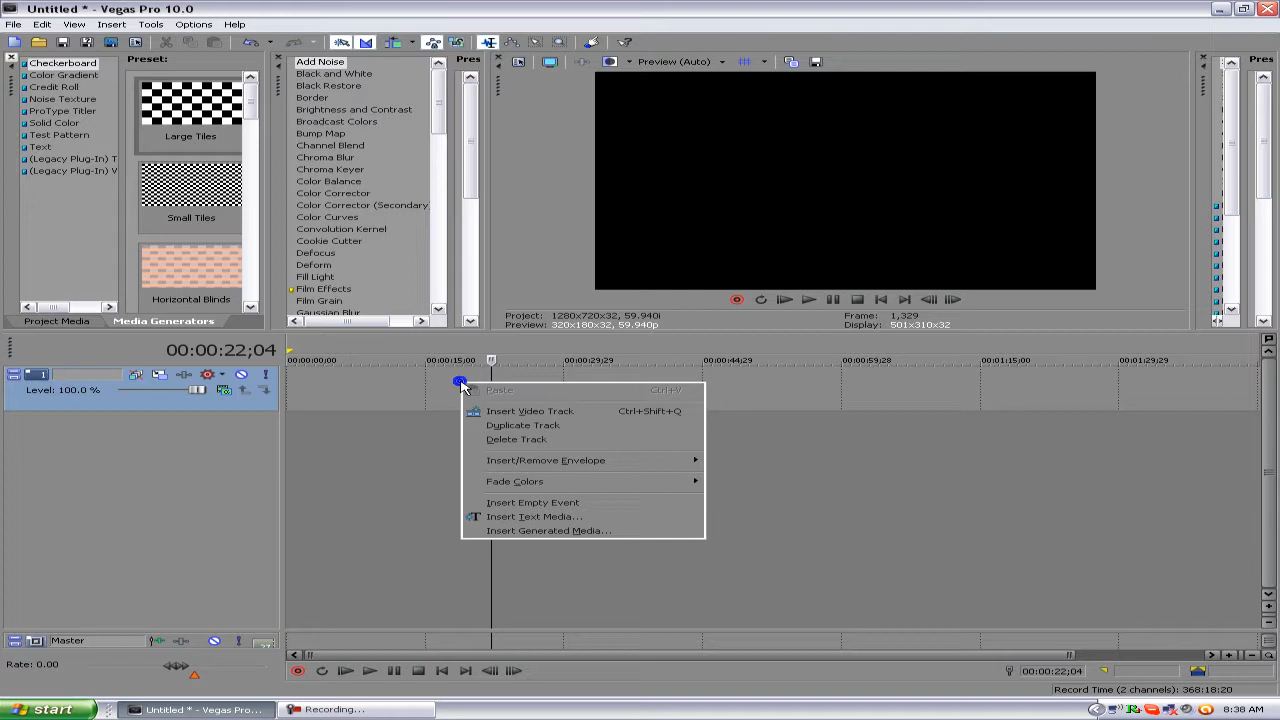 Untitled * - Vegas Pro 10.0
File Edit View Insert Tools Options Help
Checkerboard
Color Gradient
Credit Roll
Noise Texture
ProType Titler
Solid Color
Test Pattern
Text
(Legacy Plug-In) T
(Legacy Plug-In) V
Preset:
Large Tiles
Small Tiles
Horizontal Blinds
Project Media Media Generators
Add Noise
Black and White
Black Restore
Border
Brightness and Contrast
Broadcast Colors
Bump Map
Channel Blend
Chroma Blur
Chroma Keyer
Color Balance
Color Corrector
Color Corrector (Secondary)
Color Curves
Convolution Kernel
Cookie Cutter
Defocus
Deform
Fill Light
Film Effects
Film Grain
Gaussian Blur
Pres
Preview (Auto)
Project: 1280x720x32, 59.940i
Preview: 320x180x32, 59.940p
Frame: 1,329
Display: 501x310x32
Pres
00:00:22;04
00:00:00;00 00:00:15;00 00:00:29;29 00:00:44;29 00:00:59;28 00:01:15;00 00:01:29;29
1
Level: 100.0 %
Paste Ctrl+V
Insert Video Track Ctrl+Shift+Q
Duplicate Track
Delete Track
Insert/Remove Envelope
Fade Colors
Insert Empty Event
Insert Text Media...
Insert Generated Media...
Master
Rate: 0.00
00:00:22;04
Record Time (2 channels): 368:18:20
start Untitled * - Vegas Pro... Recording... 8:38 AM